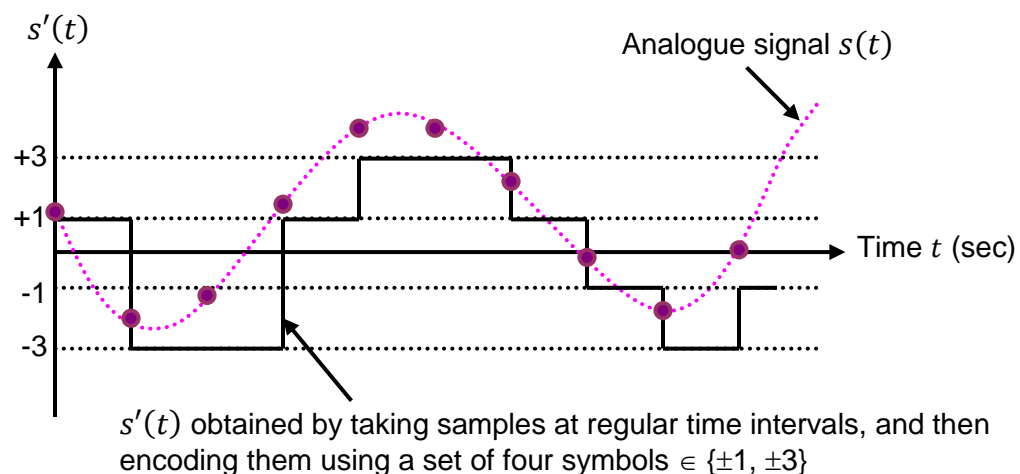 s′(t)
Analogue signal s(t)
+3
+1
Time t (sec)
-1
-3
s′(t) obtained by taking samples at regular time intervals, and then
encoding them using a set of four symbols ∈ {±1, ±3}